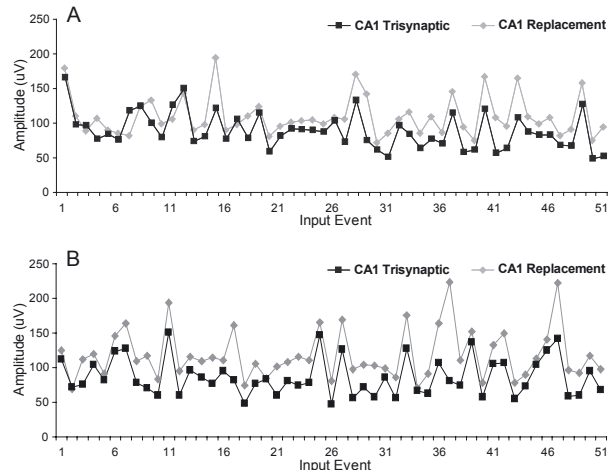 A
CA1 Trisynaptic CA1 Replacement
250
200
150
100
50
0
Amplitude (uV)
1 6 11 16 21 26 31 36 41 46 51
Input Event
B
CA1 Trisynaptic CA1 Replacement
250
200
150
100
50
0
Amplitude (uV)
1 6 11 16 21 26 31 36 41 46 51
Input Event